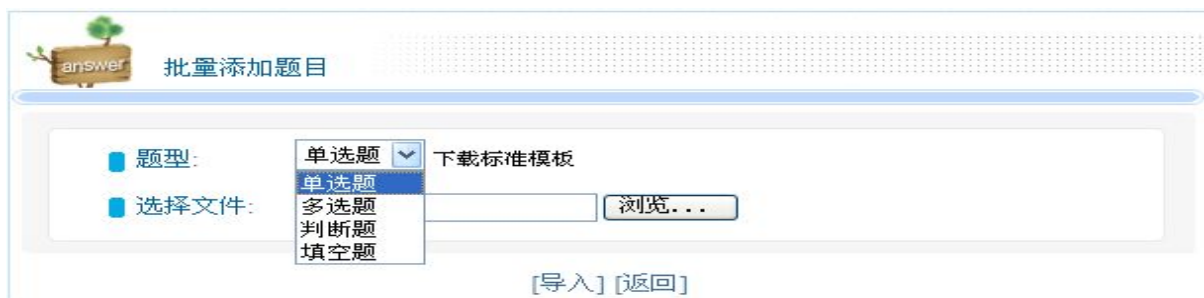 answer
批量添加题目
题型:
单选题
下载标准模板
单选题
多选题
判断题
填空题
选择文件:
浏览...
[导入] [返回]